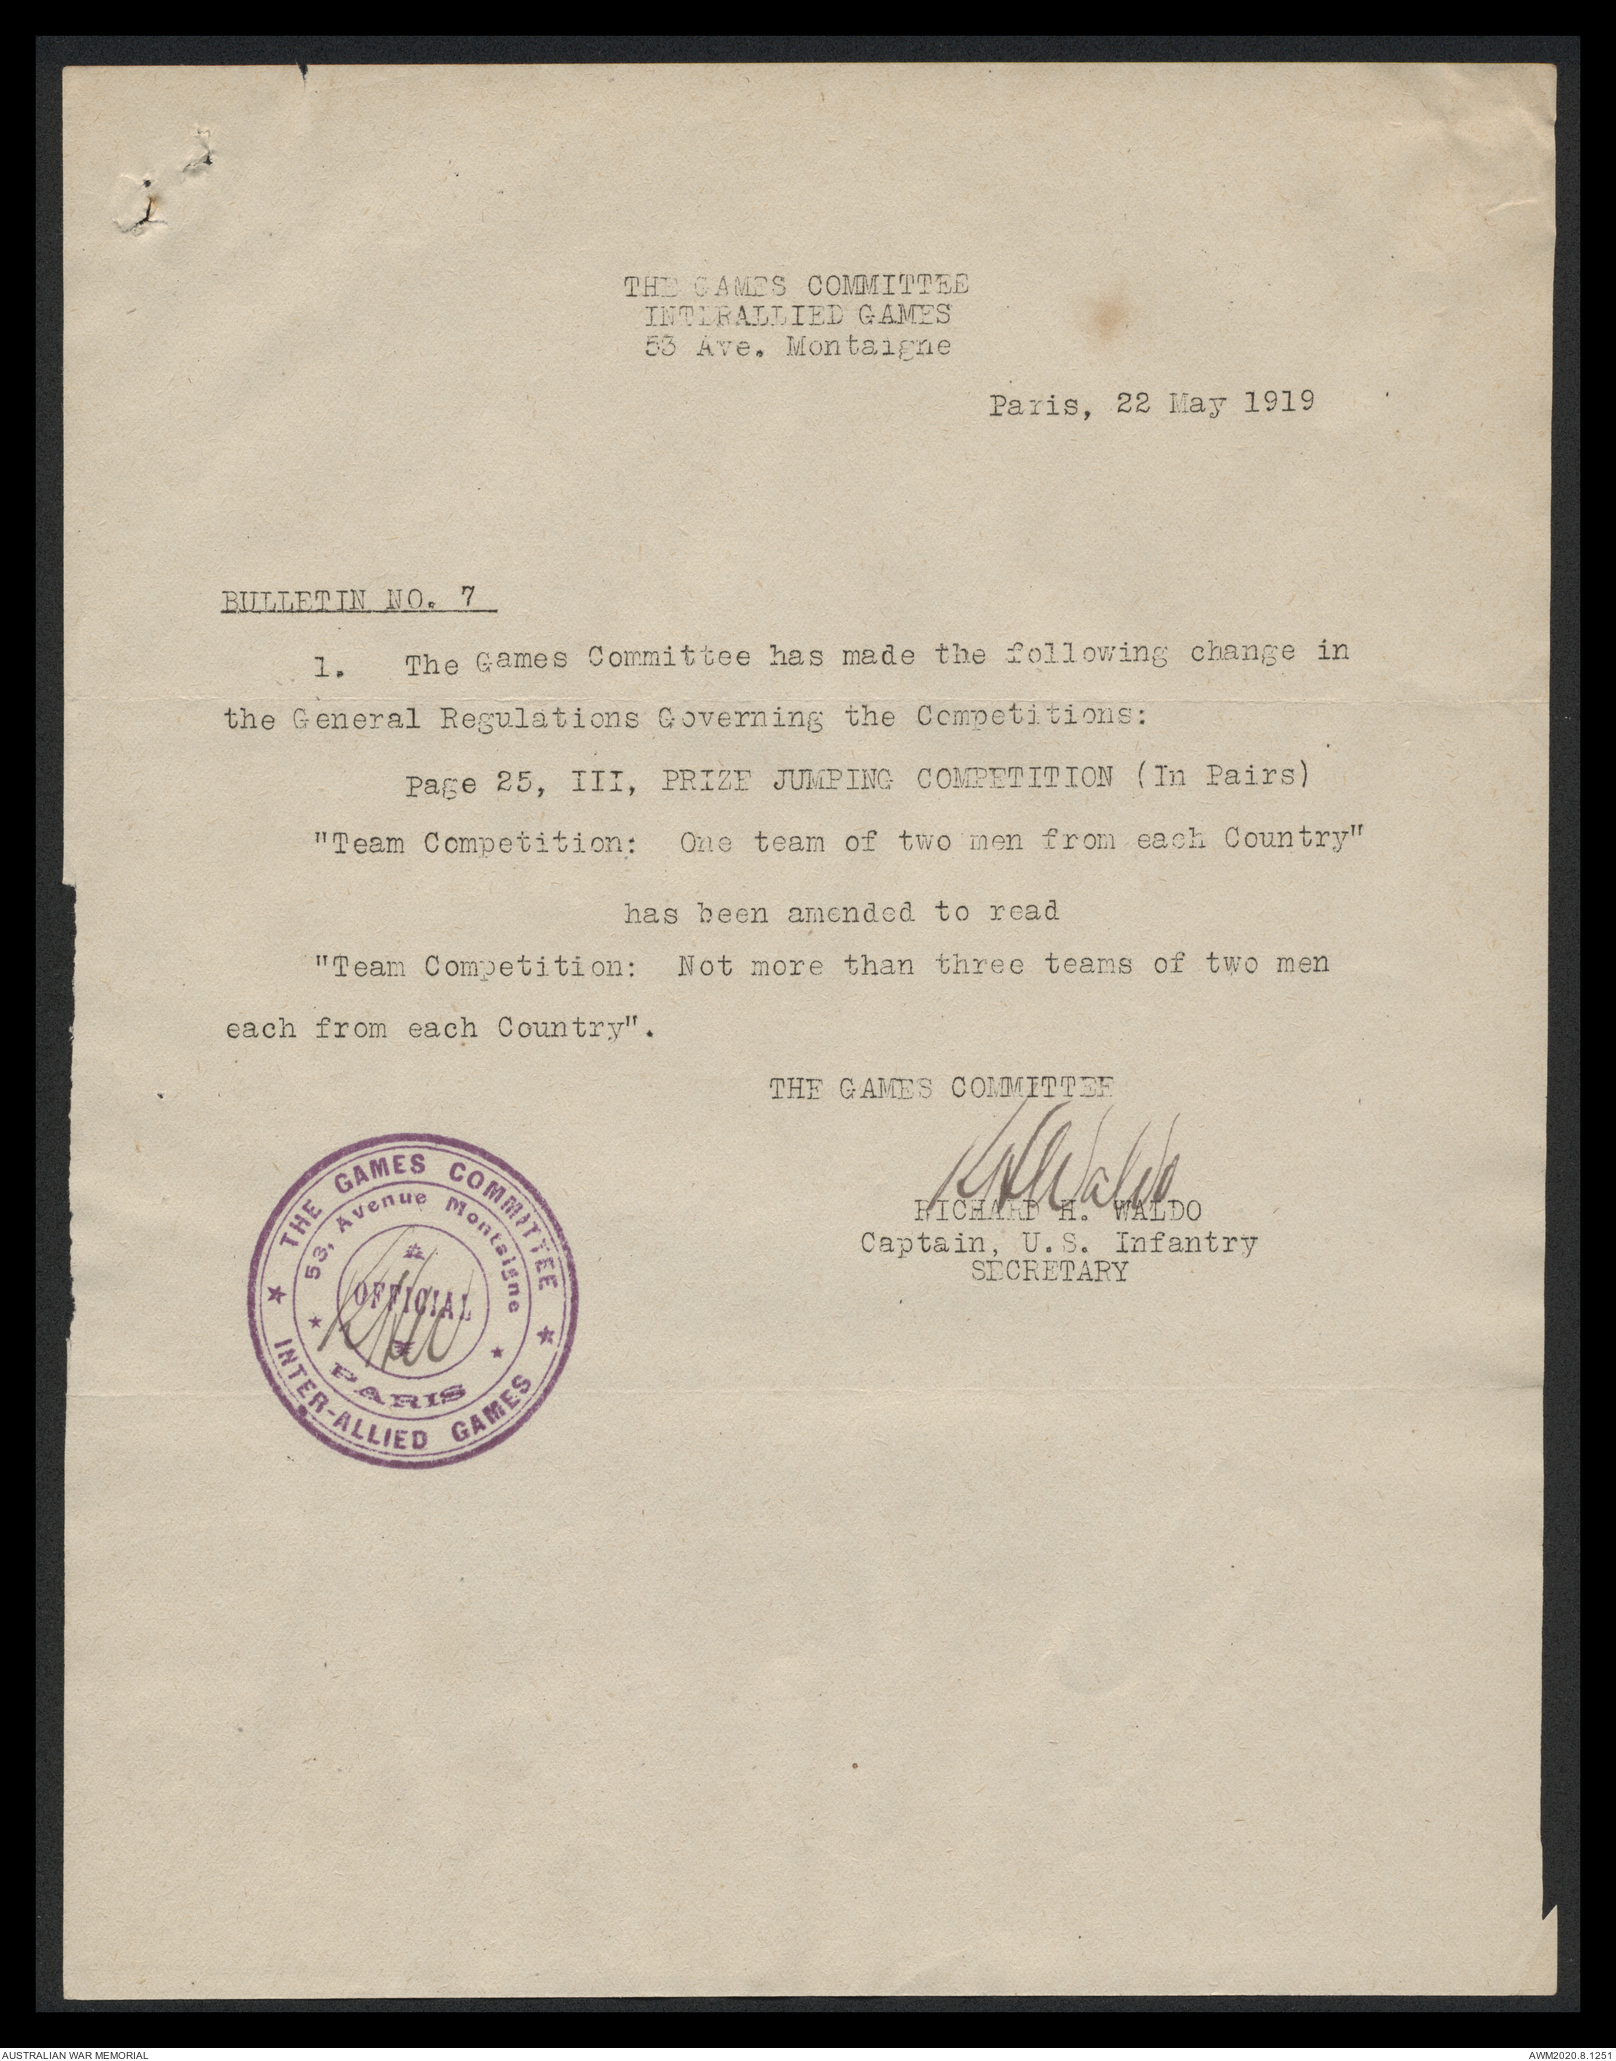 THE GAMES COMMITTEE
INTERALLIED GAMES
53 Ave. Montaigne
Paris, 22 May 1919
BULLETIN NO. 7
1. The Games Committee has made the following change in
the General Regulations Governing the Competitions:
Page 25, III, PRIZE JUMPING COMPETITION (In Pairs)
"Team Competition: One team of two men from each Country"
has been amended to read
"Team Competition: Not more than three teams of two men
each from each Country".
THE GAMES COMMITTEE
RHWaldo
RICHARD H. WALDO
Captain, U.S. Infantry
SECRETARY
THE GAMES COMMITTEE
53, Avenue Montaigne
OFFICIAL
RHW
PARIS
INTER-ALLIED GAMES
AUSTRALIAN WAR MEMORIAL
AWM2020.8.1251